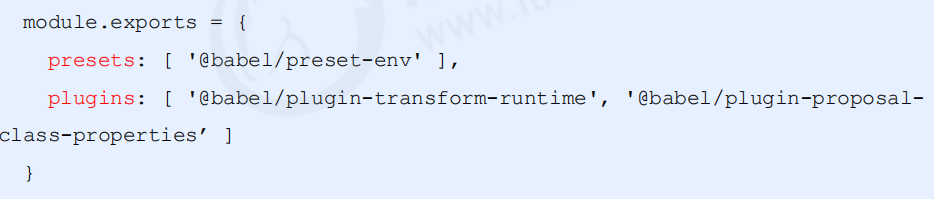 module.exports = {
presets: [ '@babel/preset-env' ],
plugins: [ '@babel/plugin-transform-runtime', '@babel/plugin-proposal-
class-properties’ ]
}